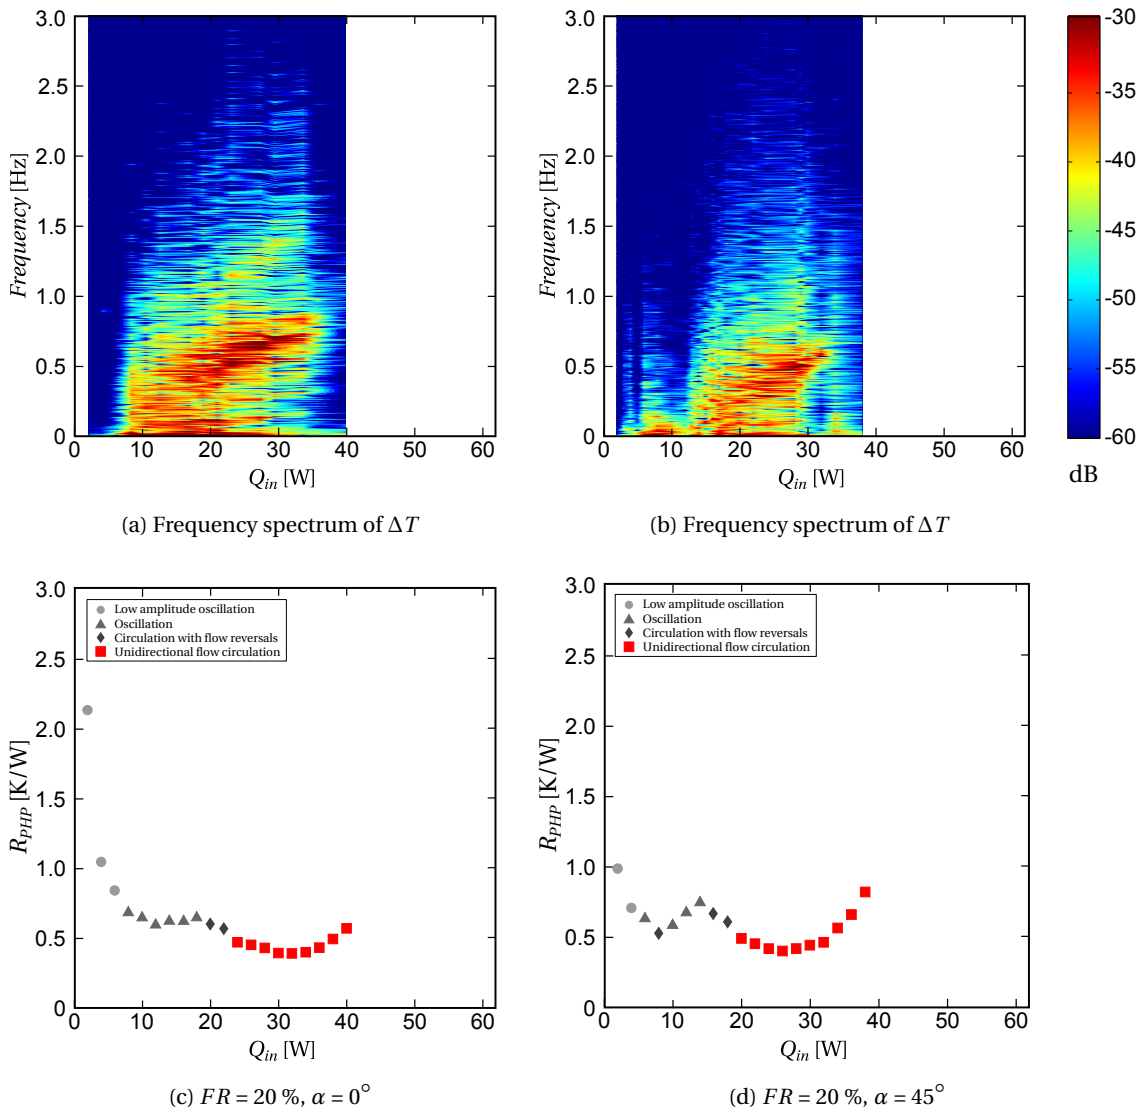 3.0
2.5
2.0
1.5
1.0
0.5
0
Frequency [Hz]
0 10 20 30 40 50 60
Q_in [W]
(a) Frequency spectrum of ΔT
3.0
2.5
2.0
1.5
1.0
0.5
0
Frequency [Hz]
0 10 20 30 40 50 60
Q_in [W]
(b) Frequency spectrum of ΔT
-30
-35
-40
-45
-50
-55
-60
dB
3.0
2.5
2.0
1.5
1.0
0.5
0
R_PHP [K/W]
Low amplitude oscillation
Oscillation
Circulation with flow reversals
Unidirectional flow circulation
0 10 20 30 40 50 60
Q_in [W]
(c) FR = 20 %, α = 0°
3.0
2.5
2.0
1.5
1.0
0.5
0
R_PHP [K/W]
Low amplitude oscillation
Oscillation
Circulation with flow reversals
Unidirectional flow circulation
0 10 20 30 40 50 60
Q_in [W]
(d) FR = 20 %, α = 45°